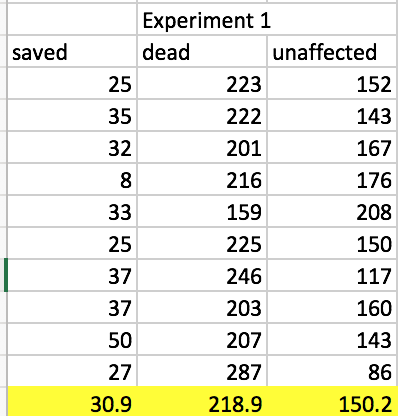 Experiment 1
saved dead unaffected
25 223 152
35 222 143
32 201 167
8 216 176
33 159 208
25 225 150
37 246 117
37 203 160
50 207 143
27 287 86
30.9 218.9 150.2